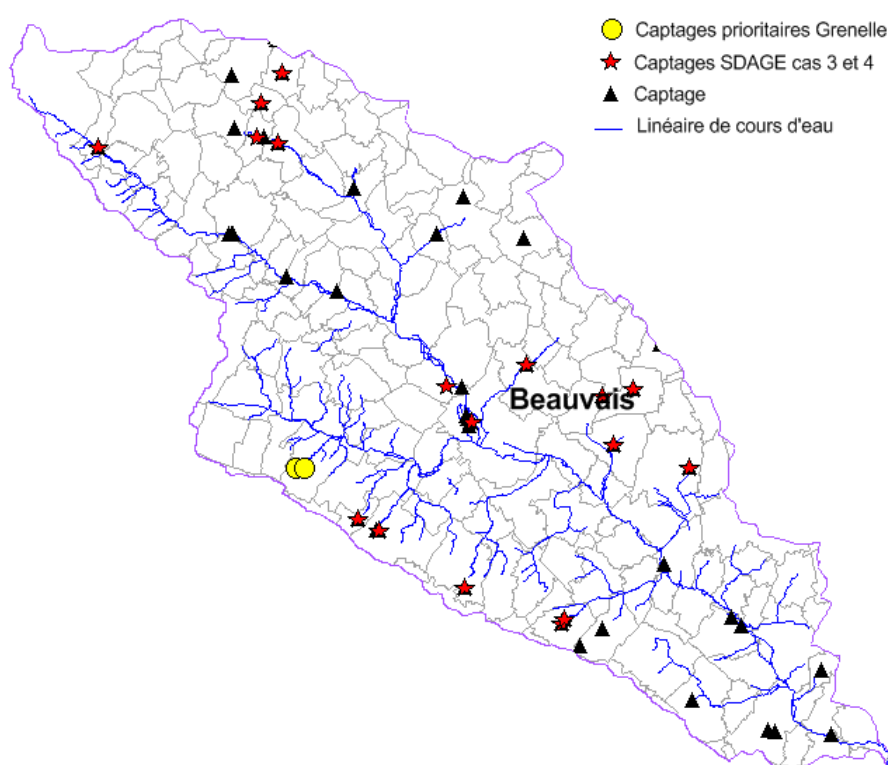 Captages prioritaires Grenelle
Captages SDAGE cas 3 et 4
Captage
Linéaire de cours d'eau
Beauvais